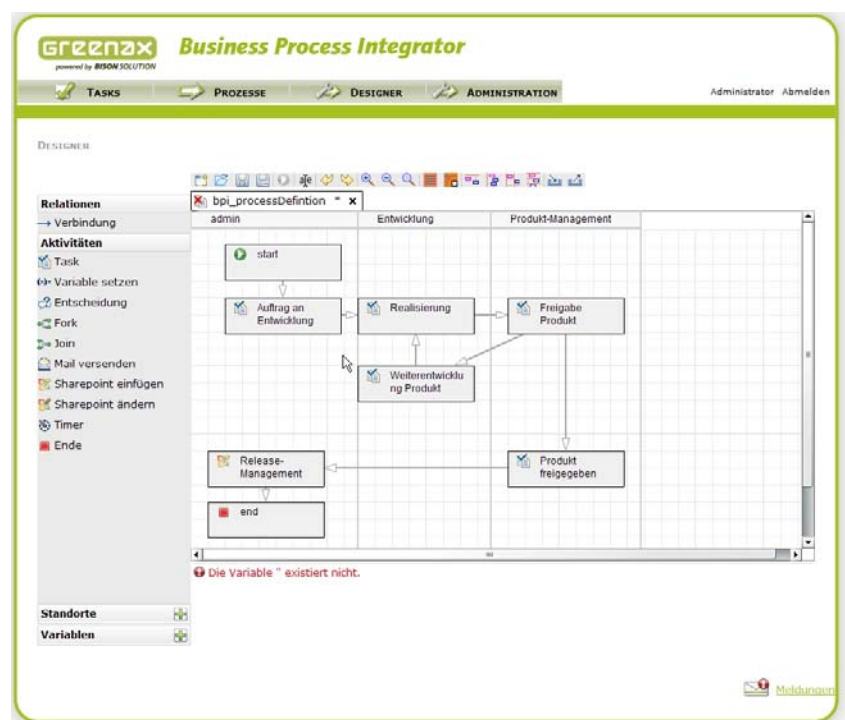 Greenax
powered by BISON SOLUTION
Business Process Integrator
TASKS
PROZESSE
DESIGNER
ADMINISTRATION
Administrator Abmelden
DESIGNER
Relationen
Verbindung
Aktivitäten
Task
Variable setzen
Entscheidung
Fork
Join
Mail versenden
Sharepoint einfügen
Sharepoint ändern
Timer
Ende
Standorte
Variablen
bpi_processDefintion *
admin
Entwicklung
Produkt-Management
start
Auftrag an
Entwicklung
Realisierung
Freigabe
Produkt
Weiterentwicklu
ng Produkt
Release-
Management
Produkt
freigegeben
end
Die Variable '' existiert nicht.
Meldungen